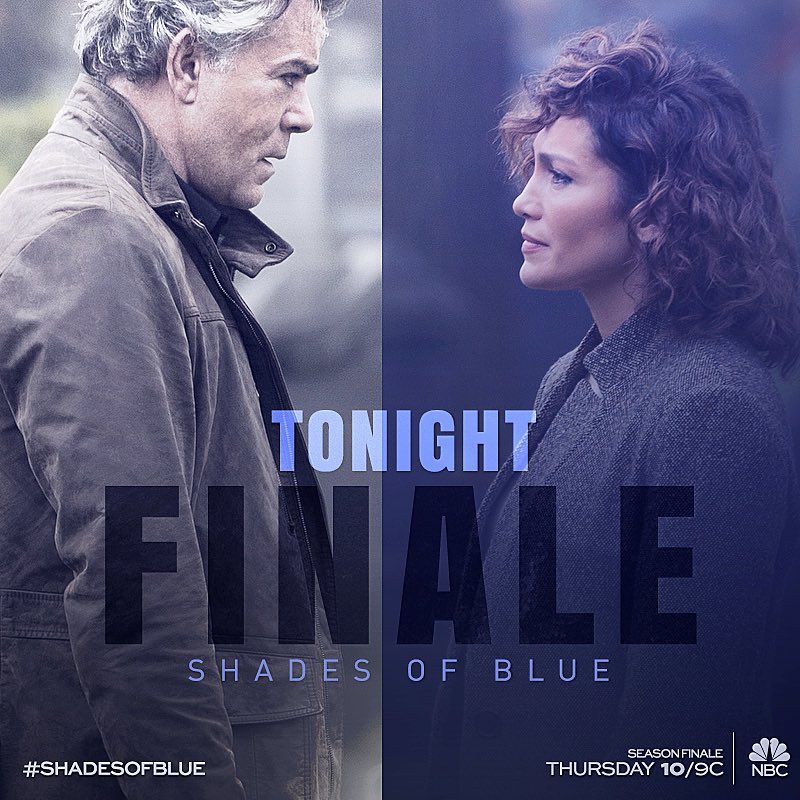 TONIGHT
FINALE
SHADES OF BLUE
#SHADESOFBLUE
SEASON FINALE
THURSDAY 10/9C
NBC